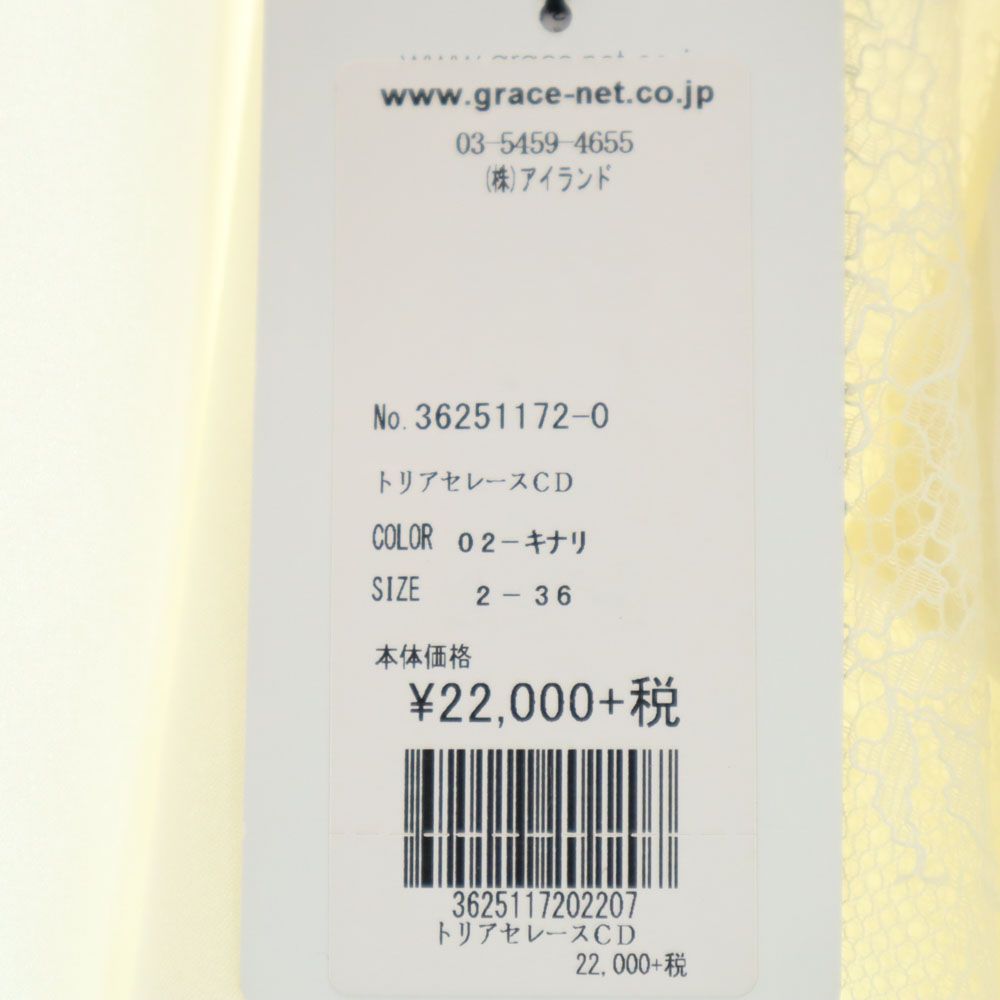 www.grace-net.co.jp
03-5459-4655
(株)アイランド
No. 36251172-0
トリアセレースCD
COLOR 02-キナリ
SIZE 2-36
本体価格
¥22,000+税
3625117202207
トリアセレースCD
22,000+税